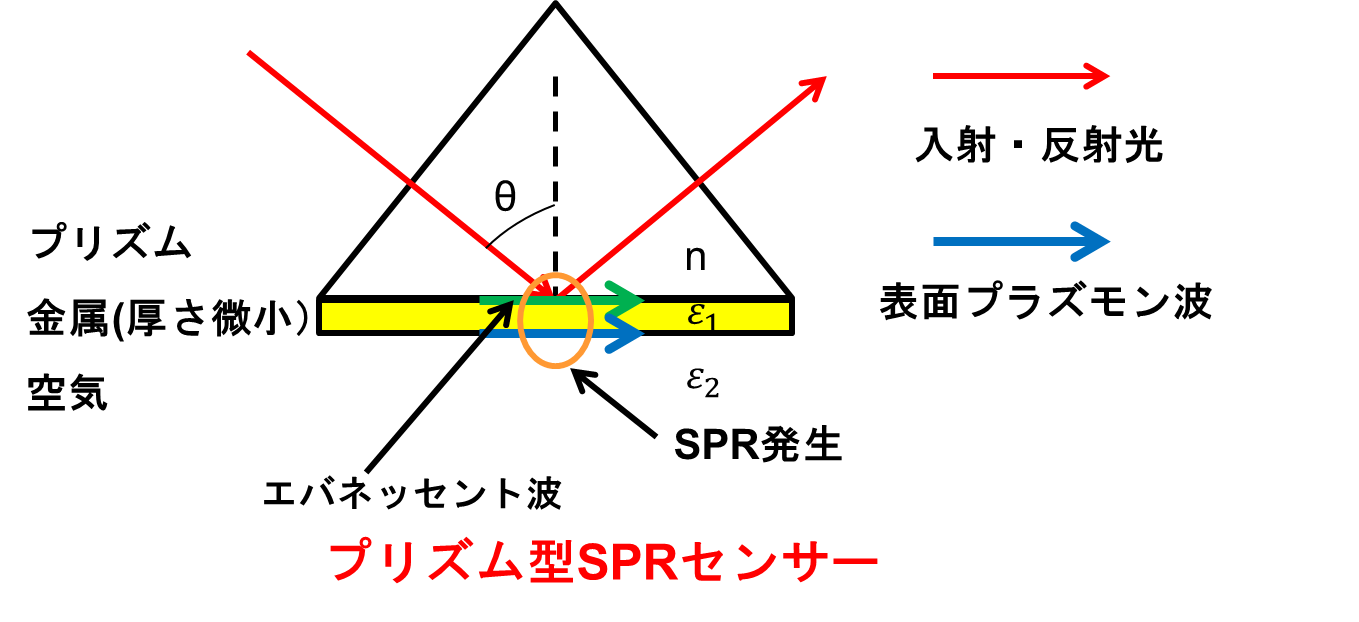 θ
入射・反射光
n
プリズム
金属(厚さ微小）
ε1
表面プラズモン波
空気
ε2
SPR発生
エバネッセント波
プリズム型SPRセンサー